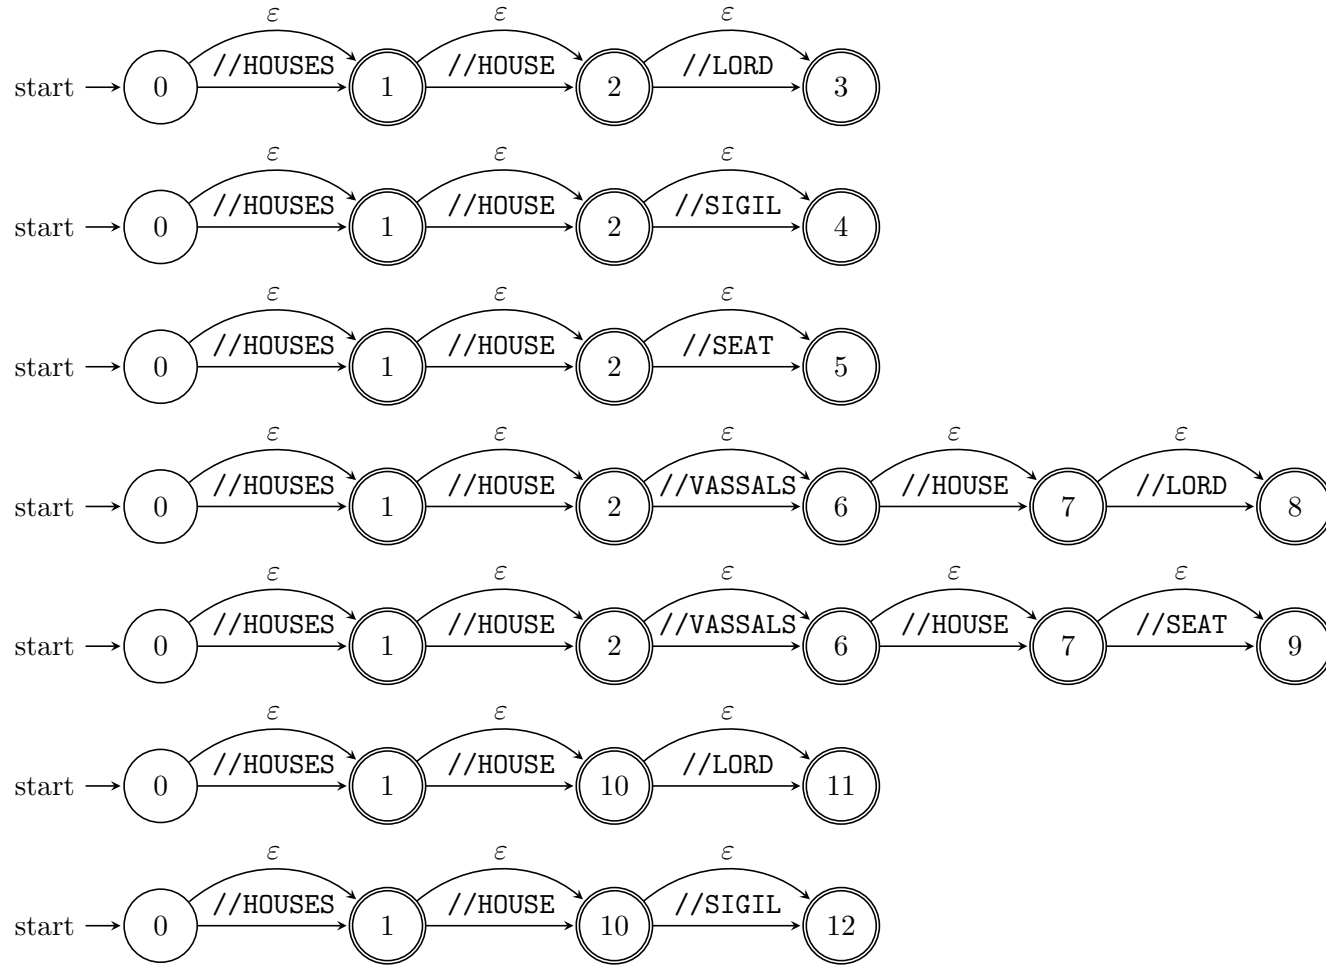 ε ε ε
//HOUSES //HOUSE //LORD
start 0 1 2 3
ε ε ε
//HOUSES //HOUSE //SIGIL
start 0 1 2 4
ε ε ε
//HOUSES //HOUSE //SEAT
start 0 1 2 5
ε ε ε ε ε
//HOUSES //HOUSE //VASSALS //HOUSE //LORD
start 0 1 2 6 7 8
ε ε ε ε ε
//HOUSES //HOUSE //VASSALS //HOUSE //SEAT
start 0 1 2 6 7 9
ε ε ε
//HOUSES //HOUSE //LORD
start 0 1 10 11
ε ε ε
//HOUSES //HOUSE //SIGIL
start 0 1 10 12